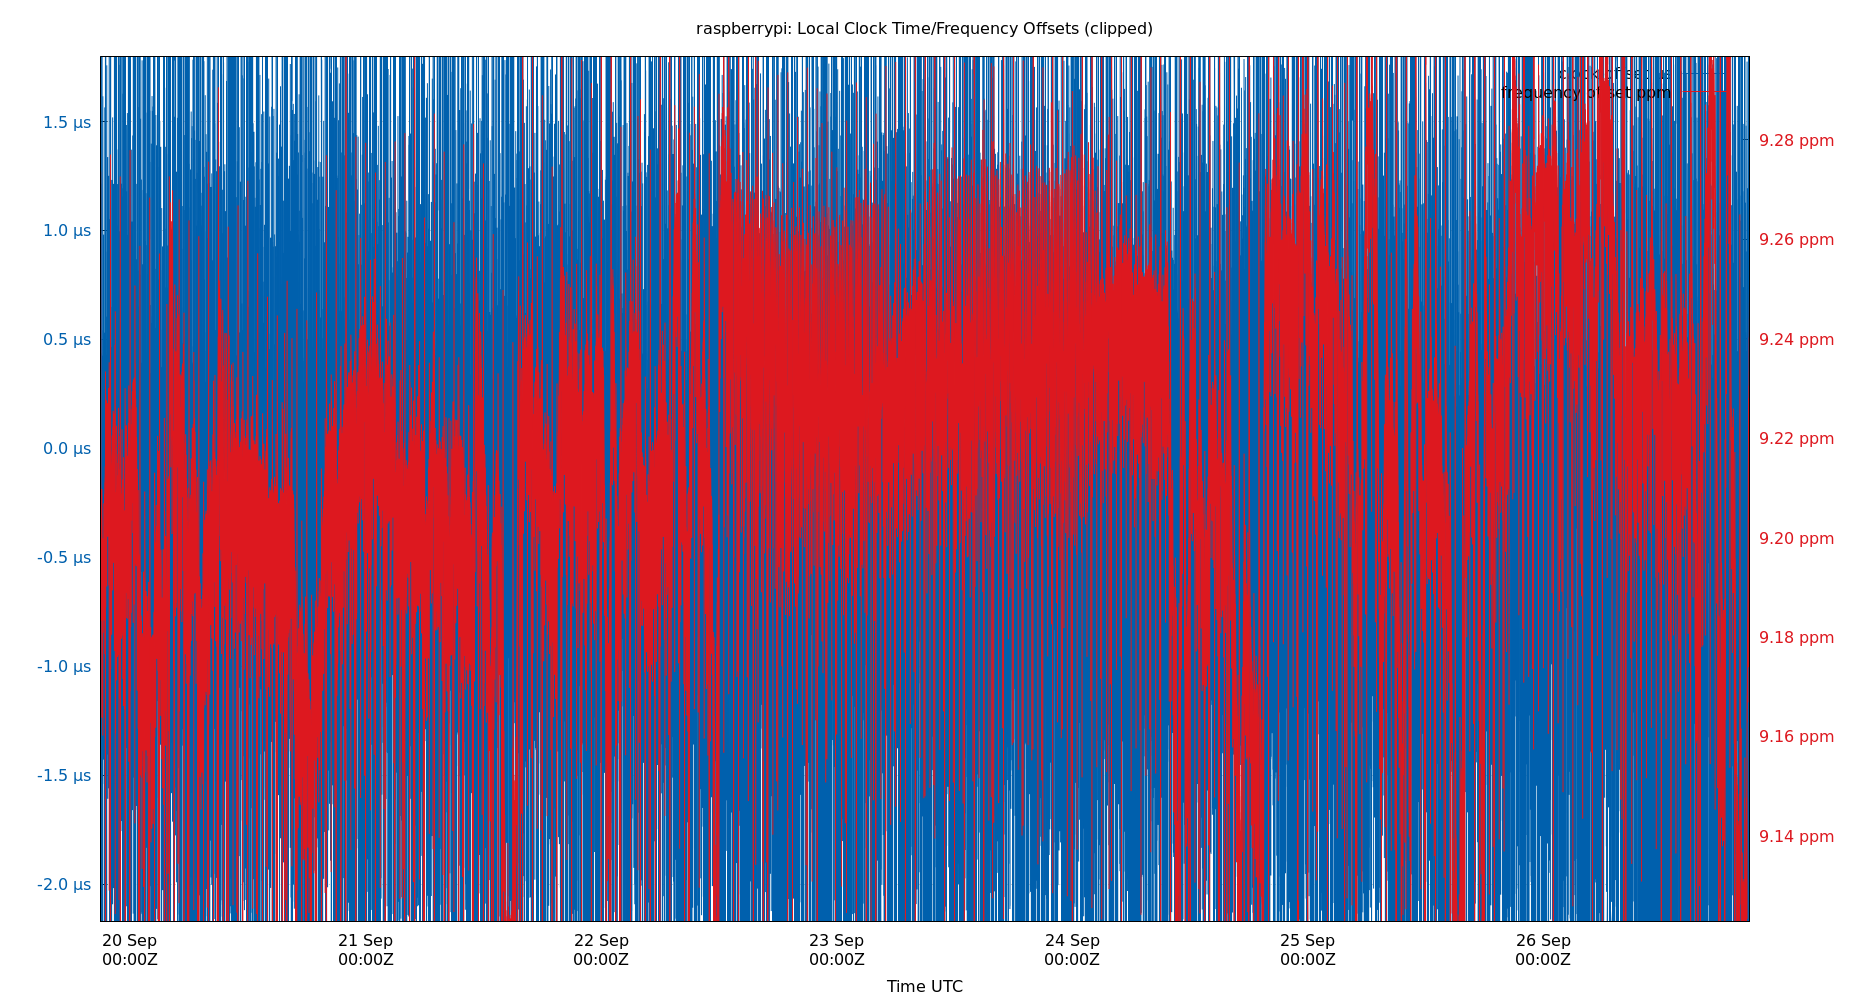 raspberrypi: Local Clock Time/Frequency Offsets (clipped)
clock offset µs
frequency offset ppm
1.5 µs
1.0 µs
0.5 µs
0.0 µs
-0.5 µs
-1.0 µs
-1.5 µs
-2.0 µs
9.28 ppm
9.26 ppm
9.24 ppm
9.22 ppm
9.20 ppm
9.18 ppm
9.16 ppm
9.14 ppm
20 Sep 21 Sep 22 Sep 23 Sep 24 Sep 25 Sep 26 Sep
00:00Z 00:00Z 00:00Z 00:00Z 00:00Z 00:00Z 00:00Z
Time UTC